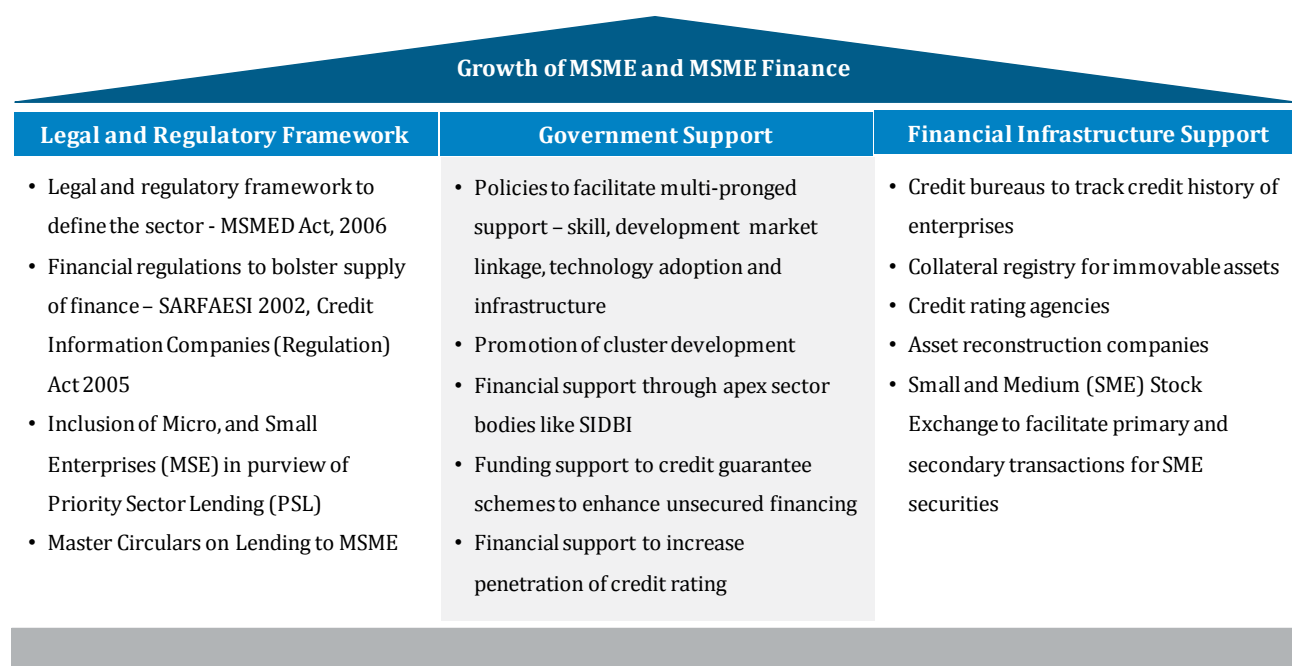 Growth of MSME and MSME Finance
Legal and Regulatory Framework
• Legal and regulatory framework to
define the sector - MSMED Act, 2006
• Financial regulations to bolster supply
of finance – SARFAESI 2002, Credit
Information Companies (Regulation)
Act 2005
• Inclusion of Micro, and Small
Enterprises (MSE) in purview of
Priority Sector Lending (PSL)
• Master Circulars on Lending to MSME
Government Support
• Policies to facilitate multi-pronged
support – skill, development market
linkage, technology adoption and
infrastructure
• Promotion of cluster development
• Financial support through apex sector
bodies like SIDBI
• Funding support to credit guarantee
schemes to enhance unsecured financing
• Financial support to increase
penetration of credit rating
Financial Infrastructure Support
• Credit bureaus to track credit history of
enterprises
• Collateral registry for immovable assets
• Credit rating agencies
• Asset reconstruction companies
• Small and Medium (SME) Stock
Exchange to facilitate primary and
secondary transactions for SME
securities